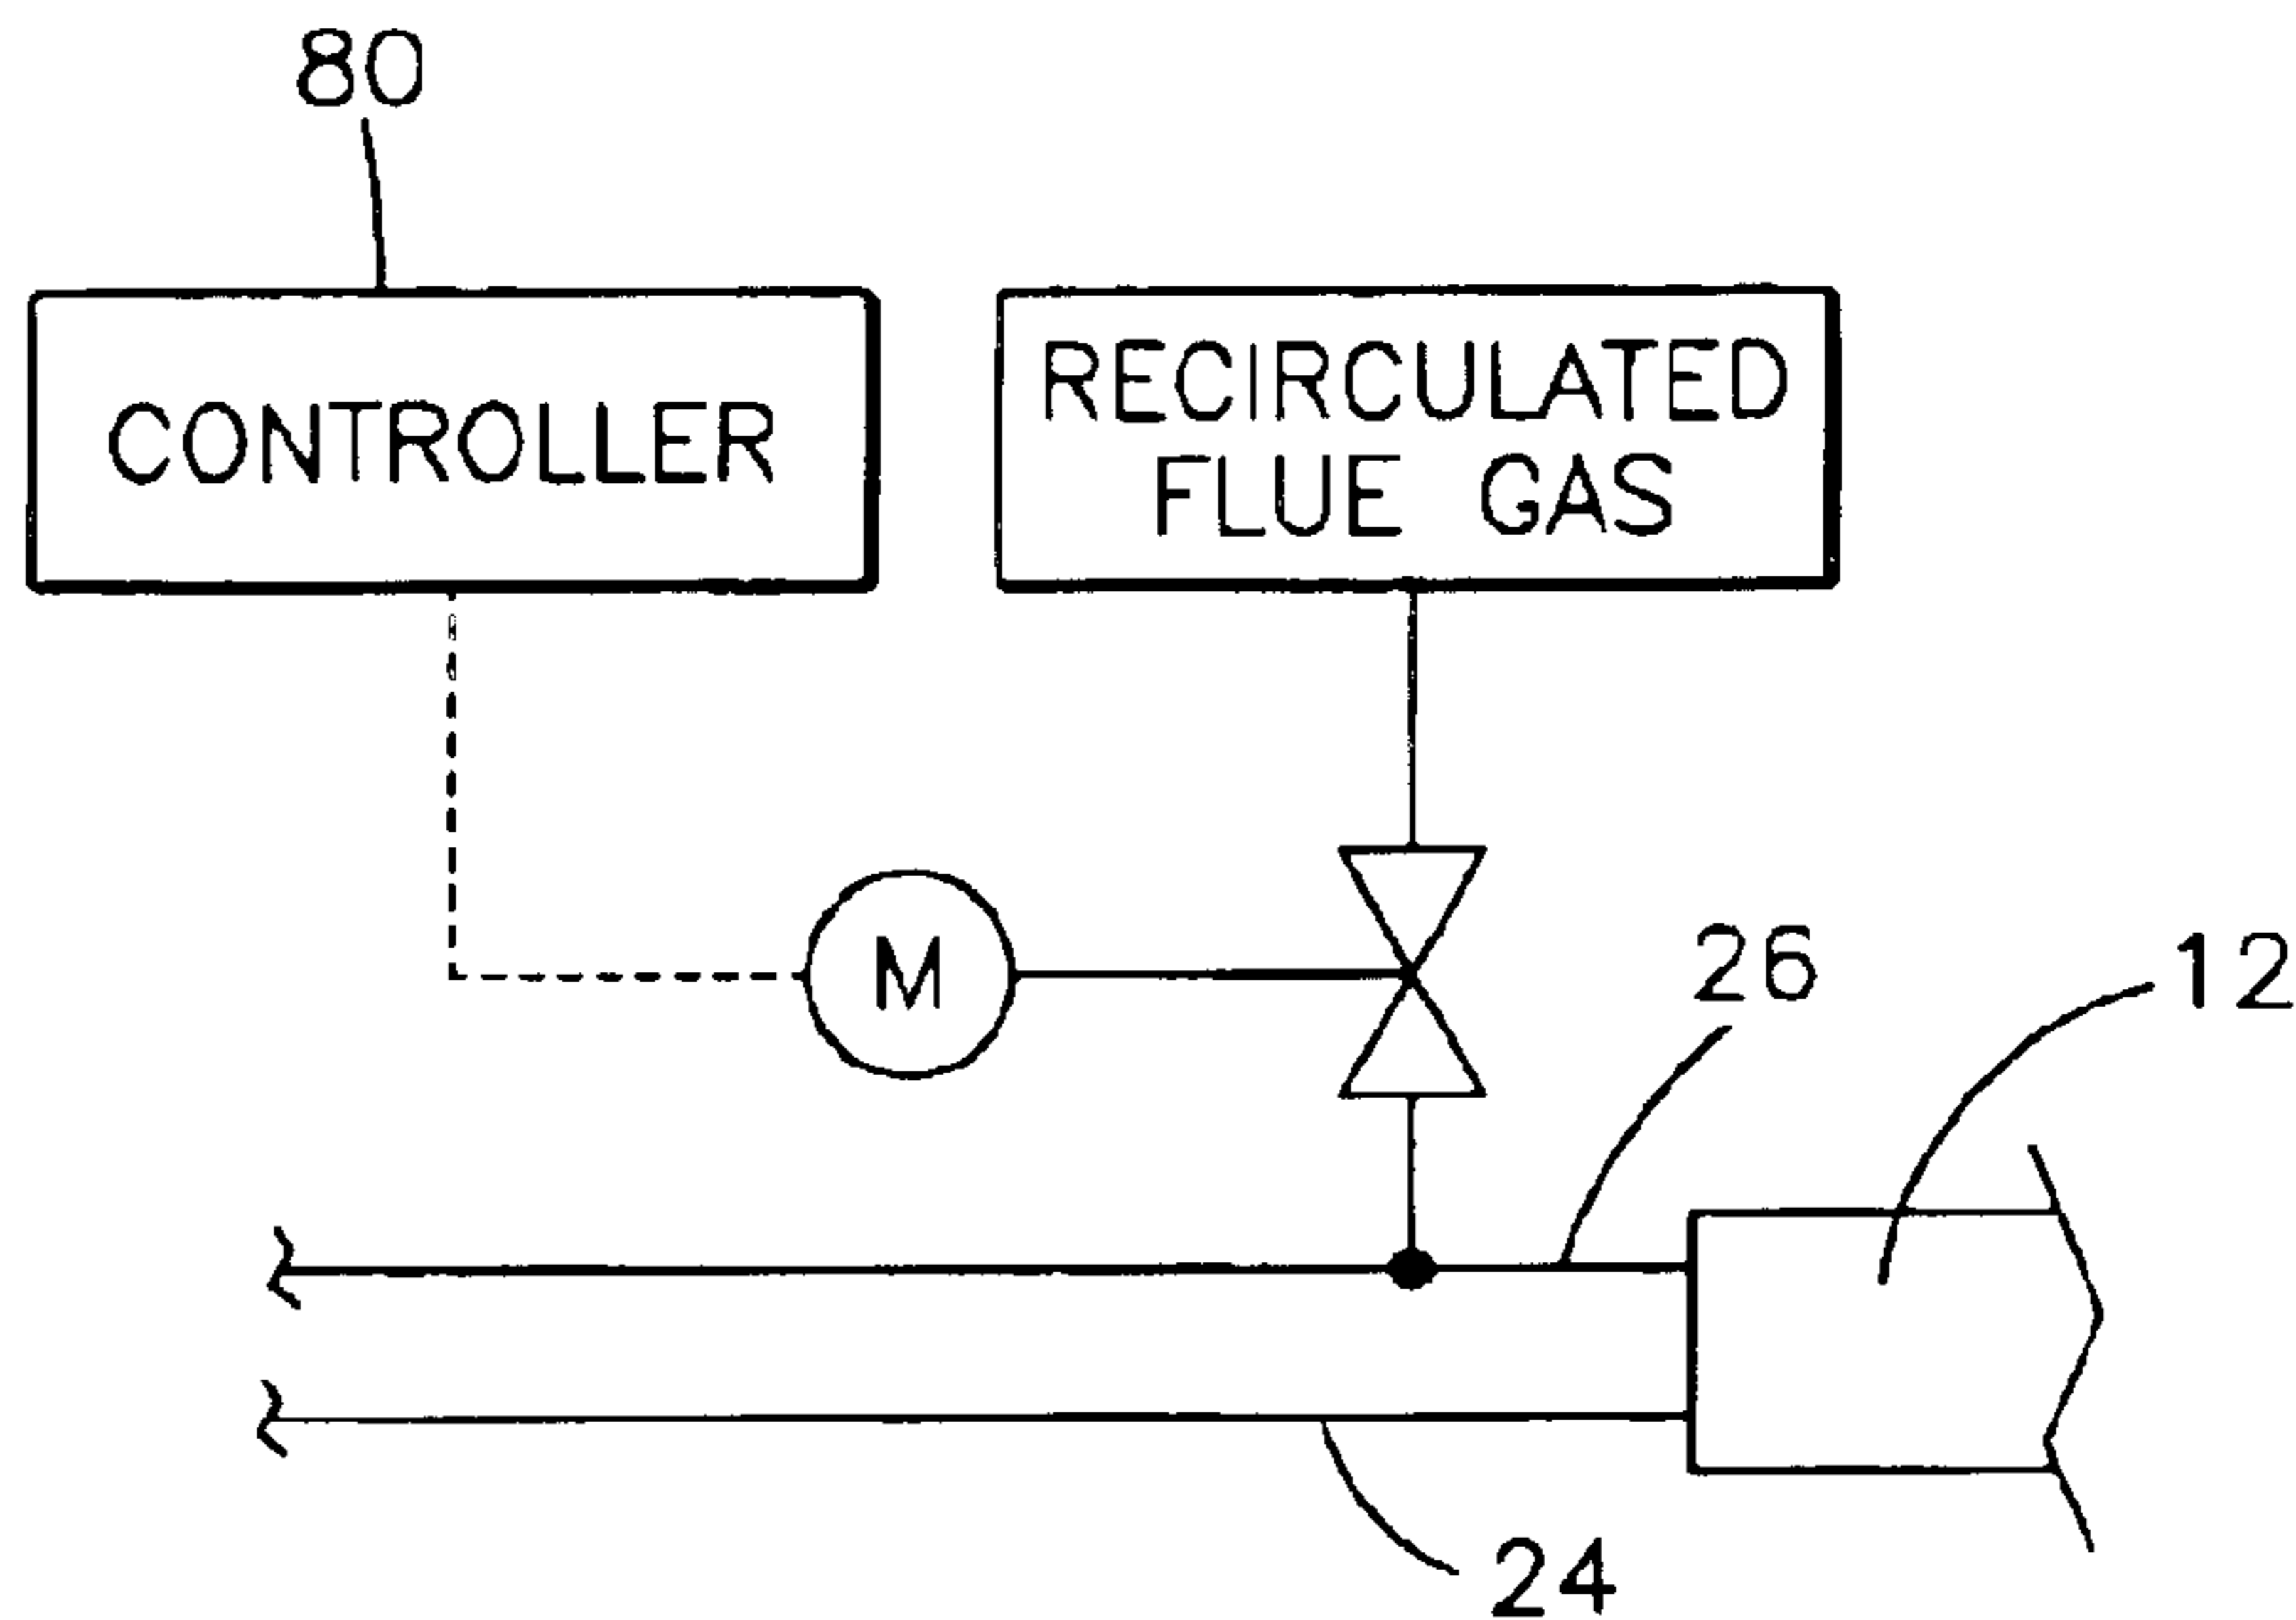 80
CONTROLLER
RECIRCULATED
FLUE GAS
M
26
12
24